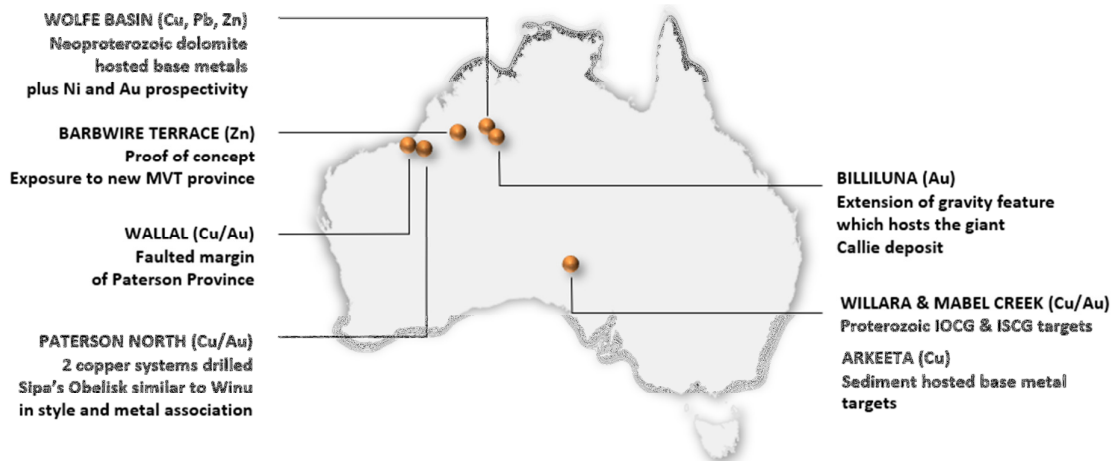 WOLFE BASIN (Cu, Pb, Zn)
Neoproterozoic dolomite
hosted base metals
plus Ni and Au prospectivity
BARBWIRE TERRACE (Zn)
Proof of concept
Exposure to new MVT province
WALLAL (Cu/Au)
Faulted margin
of Paterson Province
PATERSON NORTH (Cu/Au)
2 copper systems drilled
Sipa's Obelisk similar to Winu
in style and metal association
BILLILUNA (Au)
Extension of gravity feature
which hosts the giant
Callie deposit
WILLARA & MABEL CREEK (Cu/Au)
Proterozoic IOCG & ISCG targets
ARKEETA (Cu)
Sediment hosted base metal
targets